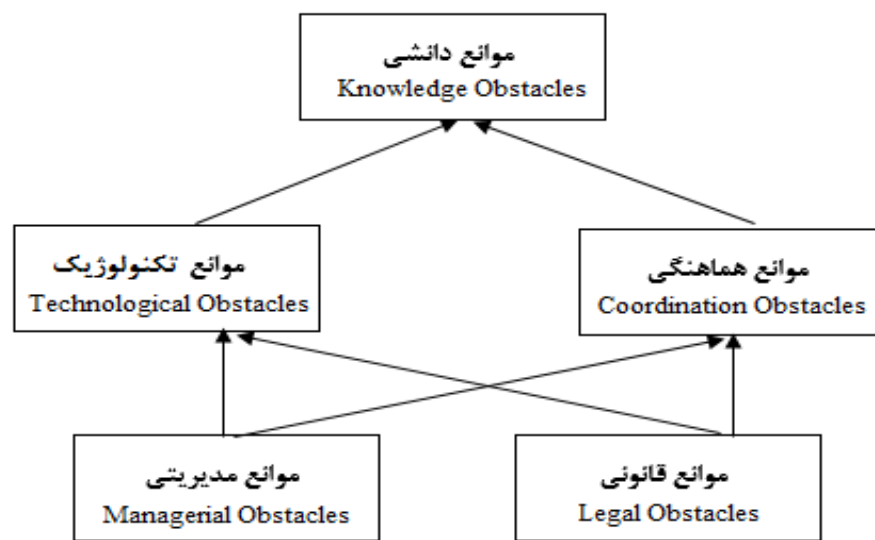 موانع دانشی
Knowledge Obstacles
موانع تکنولوژیک
Technological Obstacles
موانع هماهنگی
Coordination Obstacles
موانع مدیریتی
Managerial Obstacles
موانع قانونی
Legal Obstacles